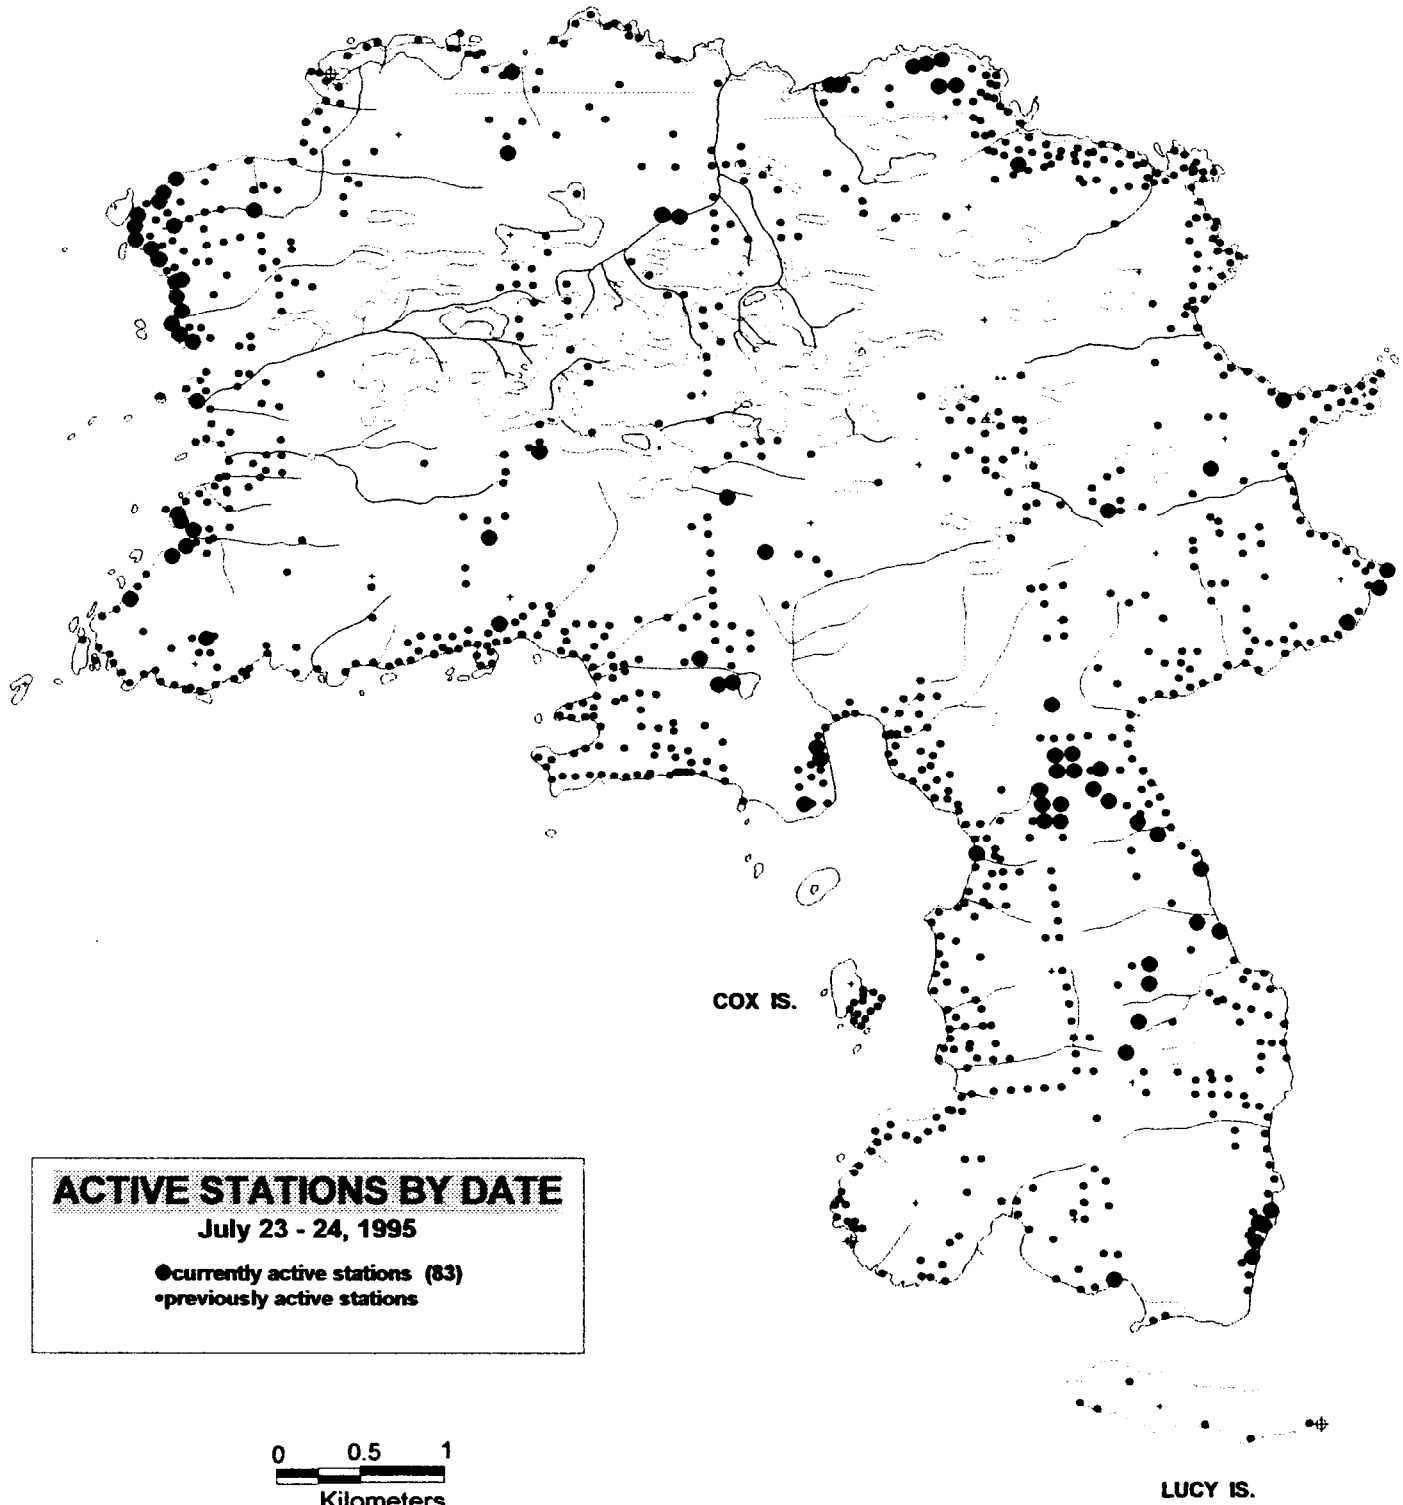 COX IS.
ACTIVE STATIONS BY DATE
July 23 - 24, 1995
●currently active stations (83)
•previously active stations
0 0.5 1
Kilometers
LUCY IS.